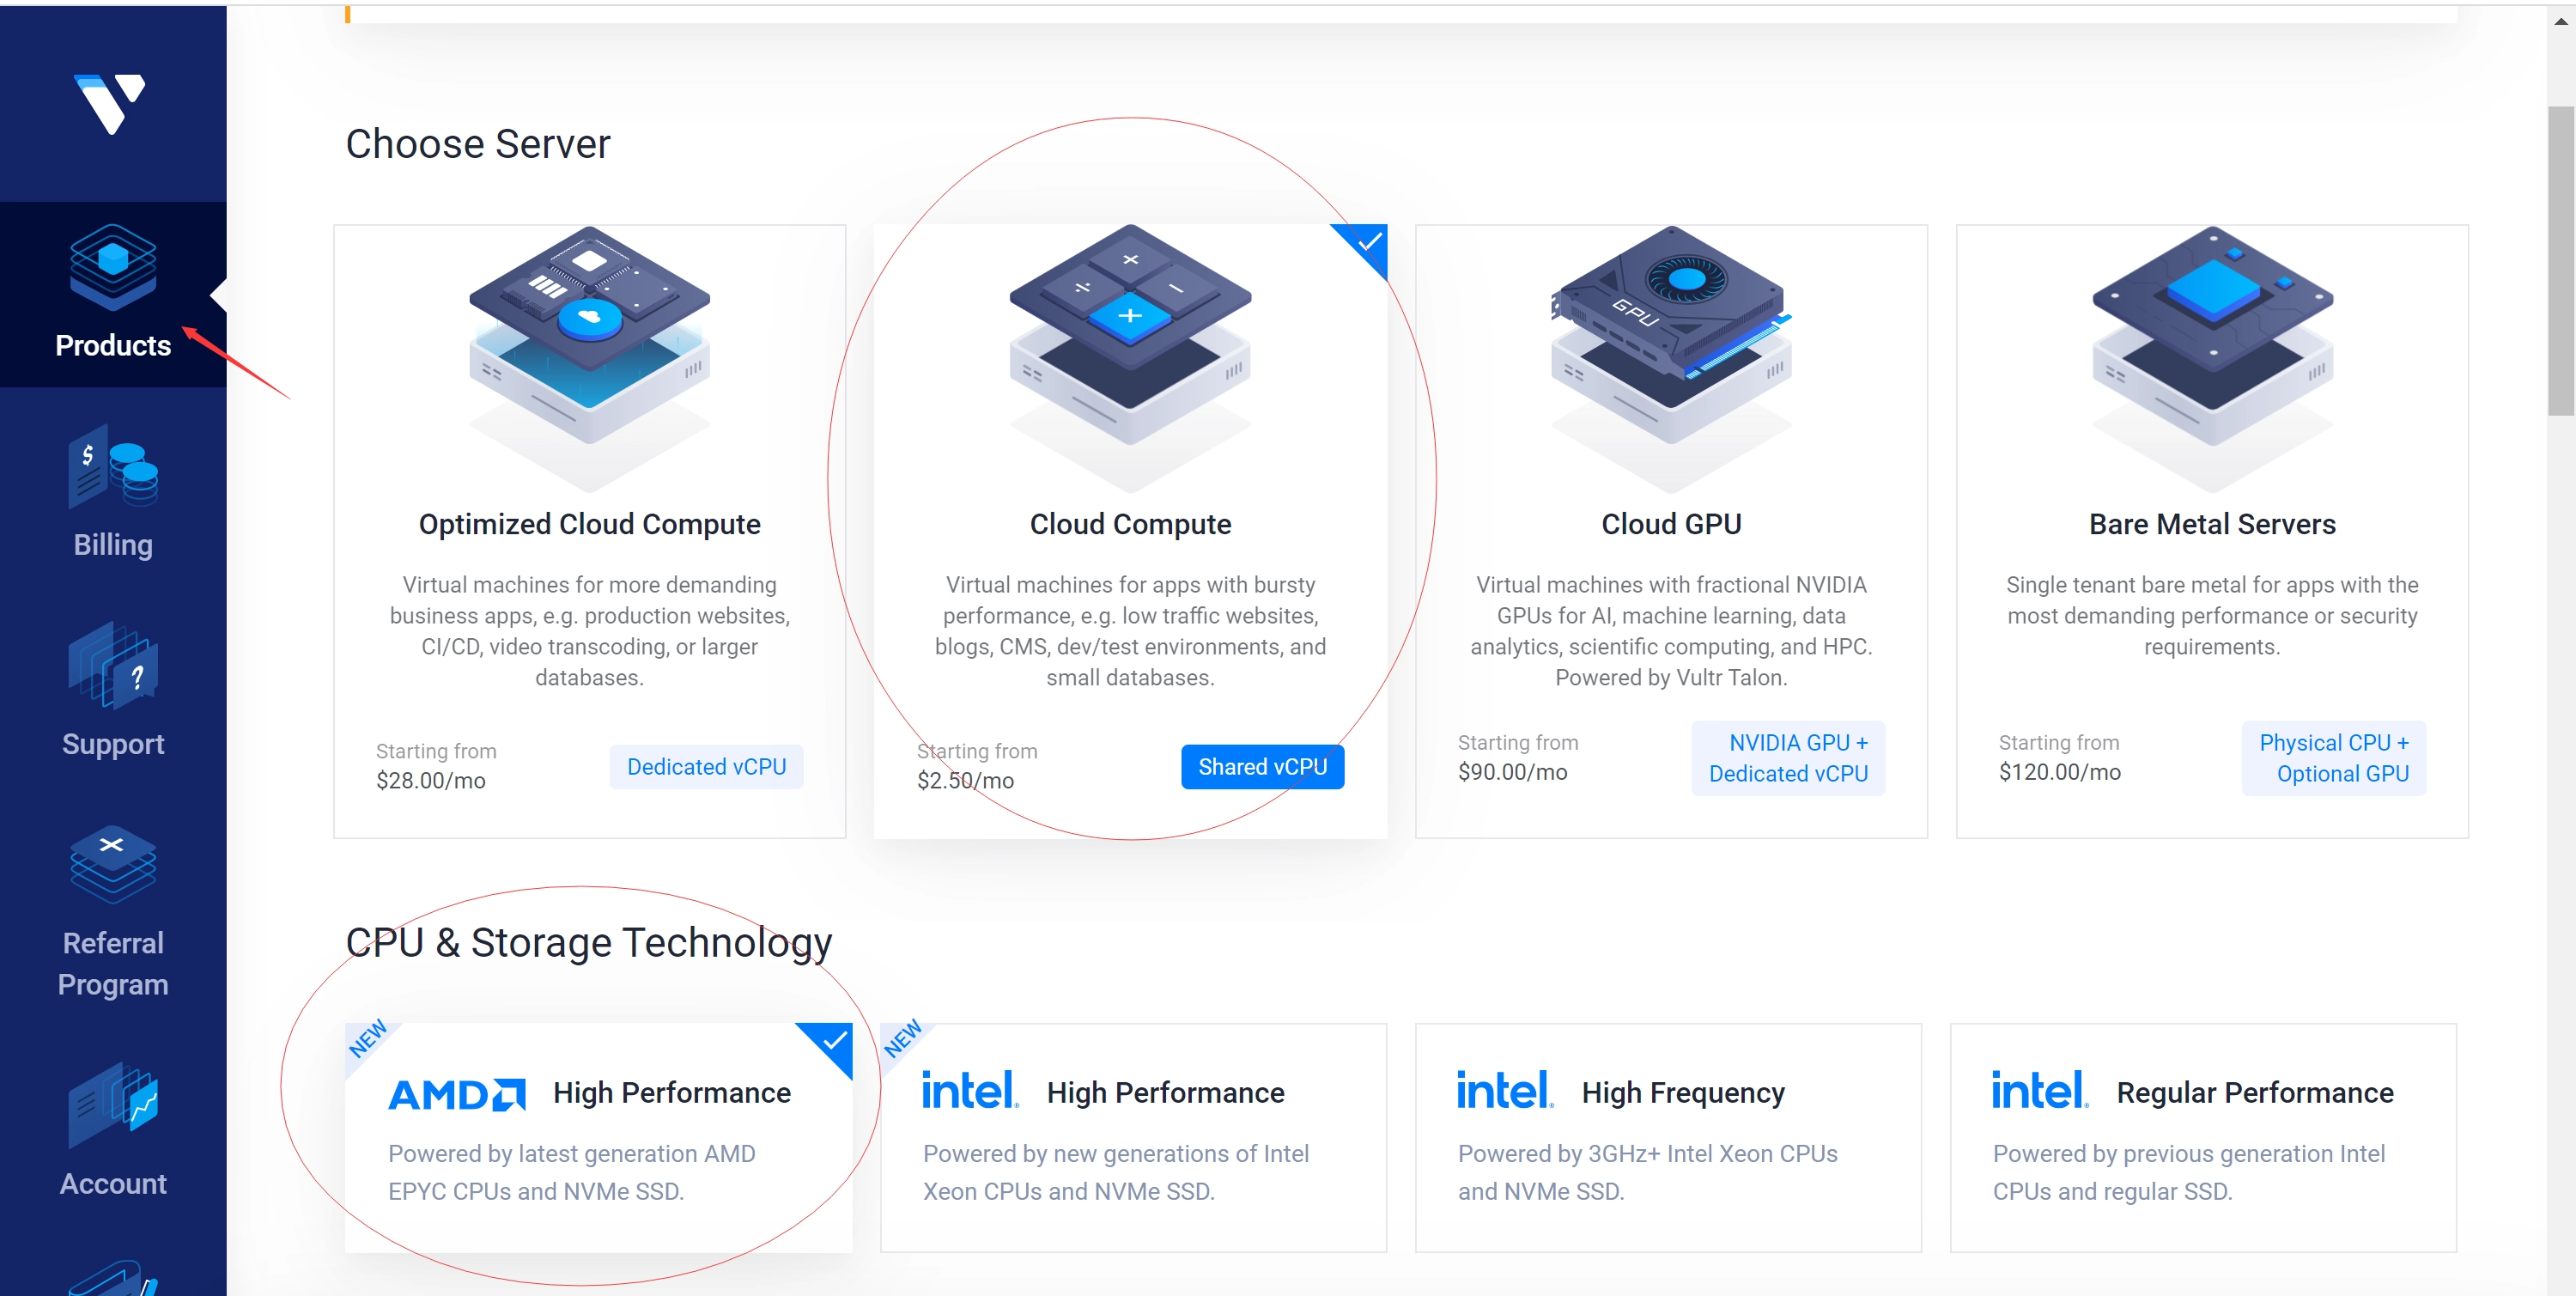 Products
$
Billing
?
Support
Referral
Program
Account
Choose Server
GPU
Optimized Cloud Compute
Virtual machines for more demanding
business apps, e.g. production websites,
CI/CD, video transcoding, or larger
databases.
Starting from
$28.00/mo
Dedicated vCPU
Cloud Compute
Virtual machines for apps with bursty
performance, e.g. low traffic websites,
blogs, CMS, dev/test environments, and
small databases.
Starting from
$2.50/mo
Shared vCPU
Cloud GPU
Virtual machines with fractional NVIDIA
GPUs for AI, machine learning, data
analytics, scientific computing, and HPC.
Powered by Vultr Talon.
Starting from
$90.00/mo
NVIDIA GPU +
Dedicated vCPU
Bare Metal Servers
Single tenant bare metal for apps with the
most demanding performance or security
requirements.
Starting from
$120.00/mo
Physical CPU +
Optional GPU
CPU & Storage Technology
NEW
AMD High Performance
Powered by latest generation AMD
EPYC CPUs and NVMe SSD.
NEW
intel. High Performance
Powered by new generations of Intel
Xeon CPUs and NVMe SSD.
intel. High Frequency
Powered by 3GHz+ Intel Xeon CPUs
and NVMe SSD.
intel. Regular Performance
Powered by previous generation Intel
CPUs and regular SSD.